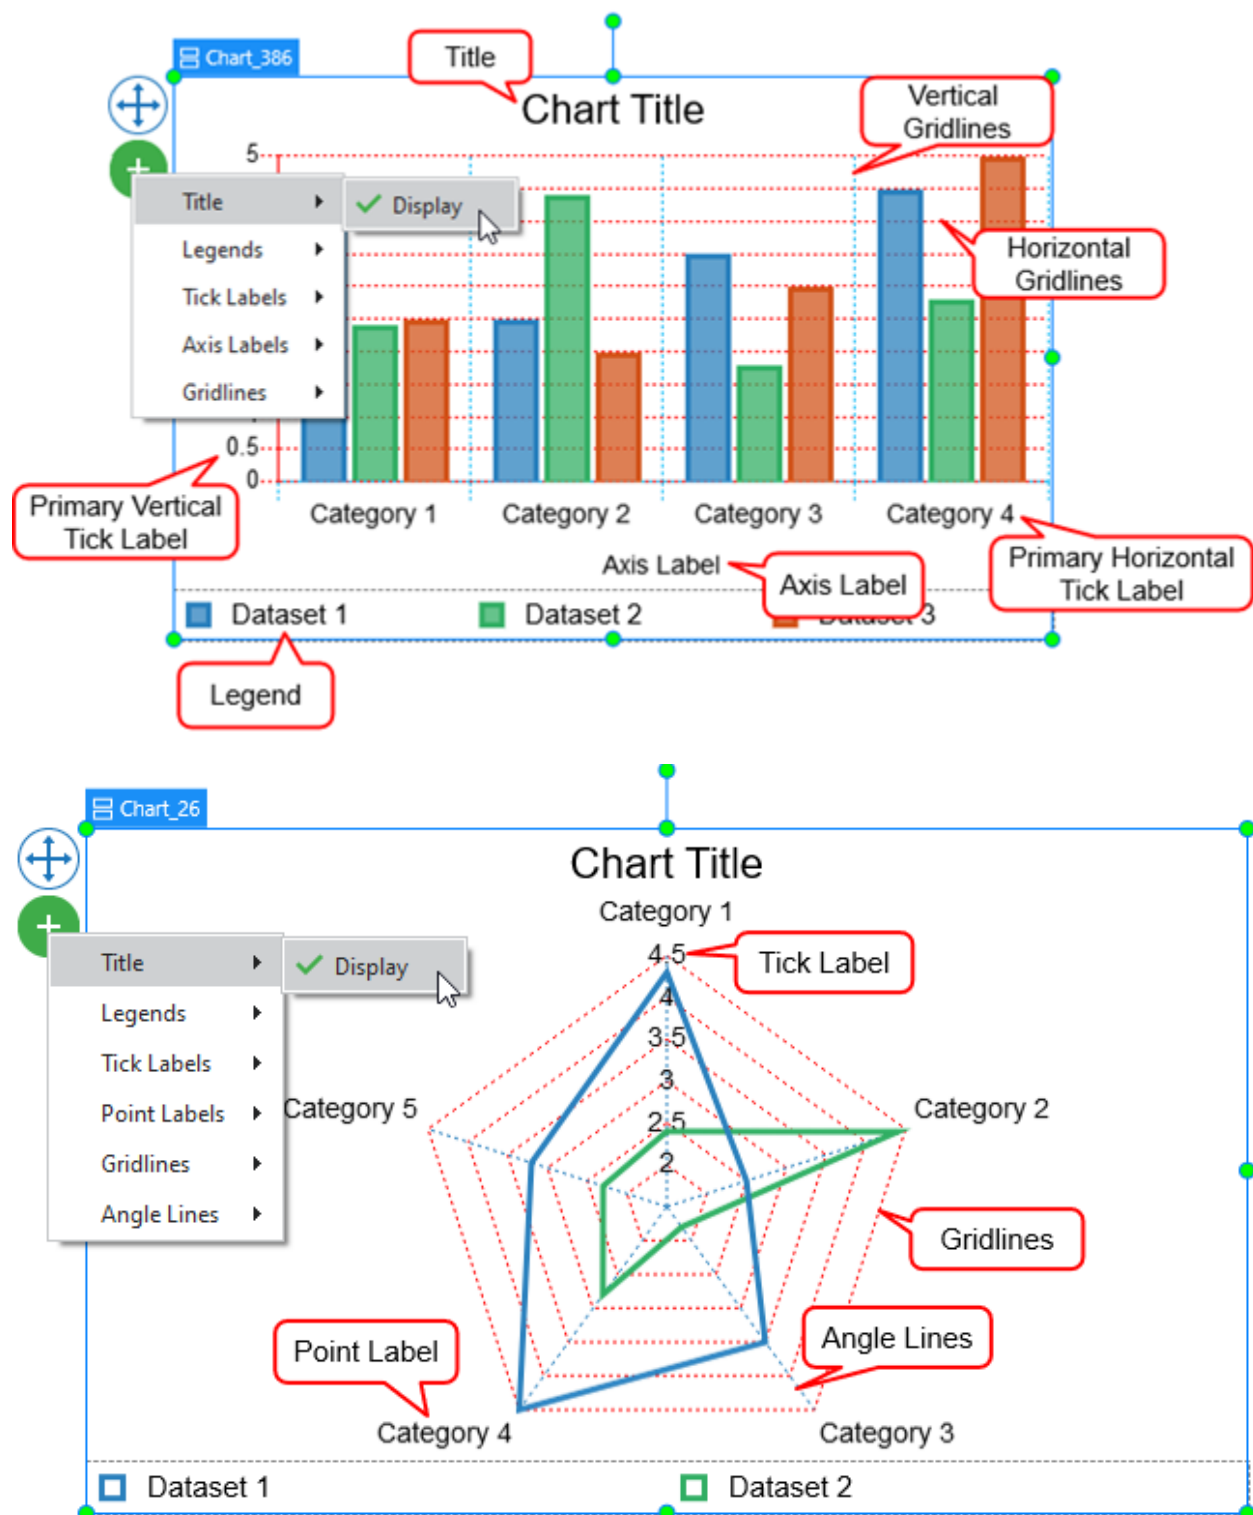 Chart_386
Title
Chart Title
Vertical
Gridlines
5
Title
Display
Legends
Horizontal
Gridlines
Tick Labels
Axis Labels
Gridlines
0.5
0
Primary Vertical
Tick Label
Category 1
Category 2
Category 3
Category 4
Primary Horizontal
Tick Label
Axis Label
Axis Label
Dataset 1
Dataset 2
Dataset 3
Legend
Chart_26
Chart Title
Category 1
4.5
Tick Label
Title
Display
4
Legends
3.5
Tick Labels
3
Point Labels
Category 5
Category 2
2.5
Gridlines
2
Angle Lines
Gridlines
Angle Lines
Point Label
Category 4
Category 3
Dataset 1
Dataset 2